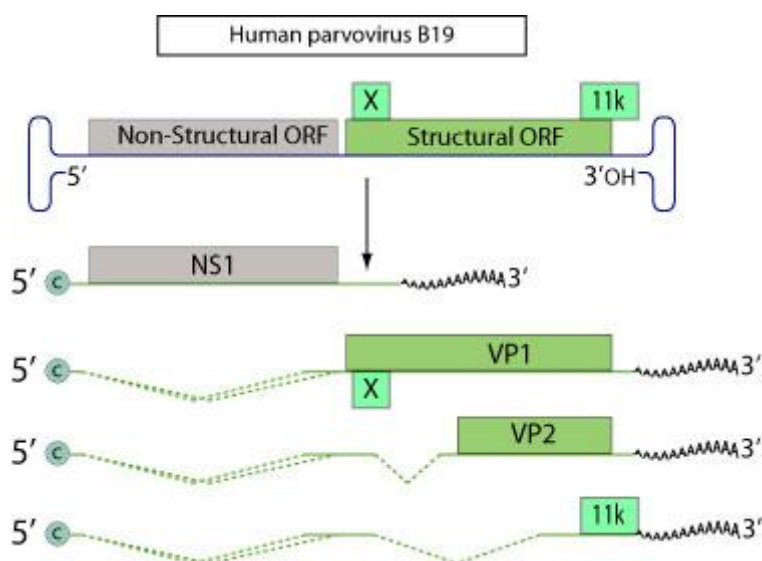 Human parvovirus B19
X 11k
Non-Structural ORF Structural ORF
5′ 3′OH
NS1
5′ C 3′
VP1
5′ C 3′
X
VP2
5′ C 3′
11k
5′ C 3′